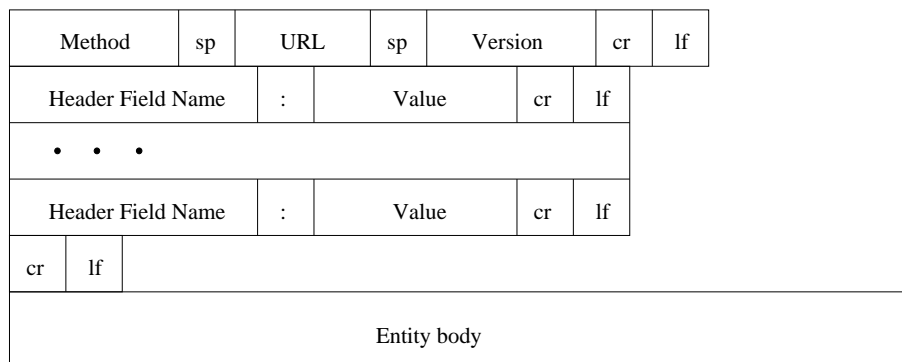 Method sp URL sp Version cr lf
Header Field Name : Value cr lf
• • •
Header Field Name : Value cr lf
cr lf
Entity body